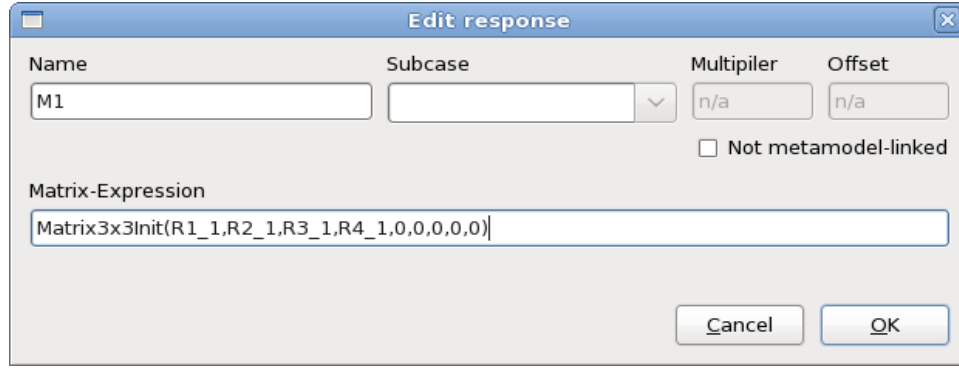 Edit response
Name Subcase Multipiler Offset
M1 n/a n/a
Not metamodel-linked
Matrix-Expression
Matrix3x3Init(R1_1,R2_1,R3_1,R4_1,0,0,0,0,0)
Cancel OK